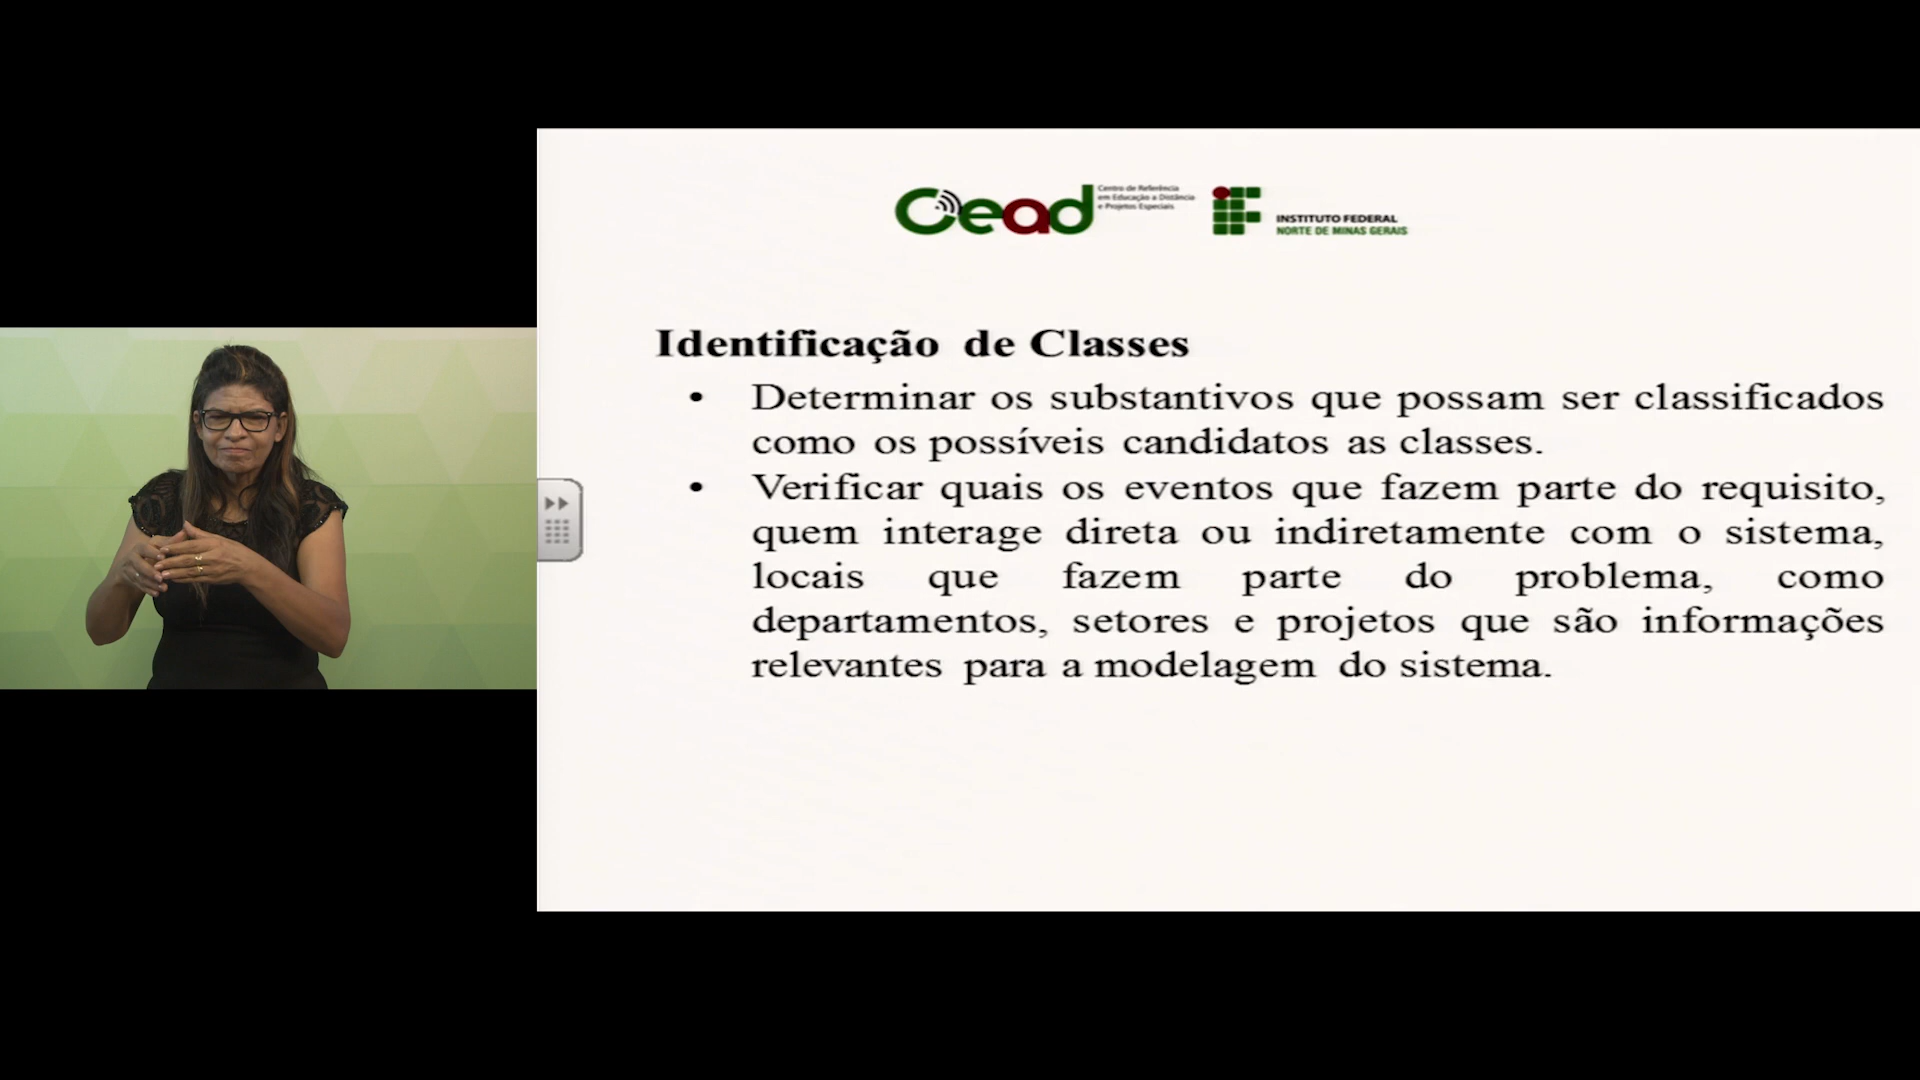 Cead
Centro de Referência
em Educação a Distância
e Projetos Especiais
INSTITUTO FEDERAL
NORTE DE MINAS GERAIS
Identificação de Classes
• Determinar os substantivos que possam ser classificados
como os possíveis candidatos as classes.
• Verificar quais os eventos que fazem parte do requisito,
quem interage direta ou indiretamente com o sistema,
locais que fazem parte do problema, como
departamentos, setores e projetos que são informações
relevantes para a modelagem do sistema.